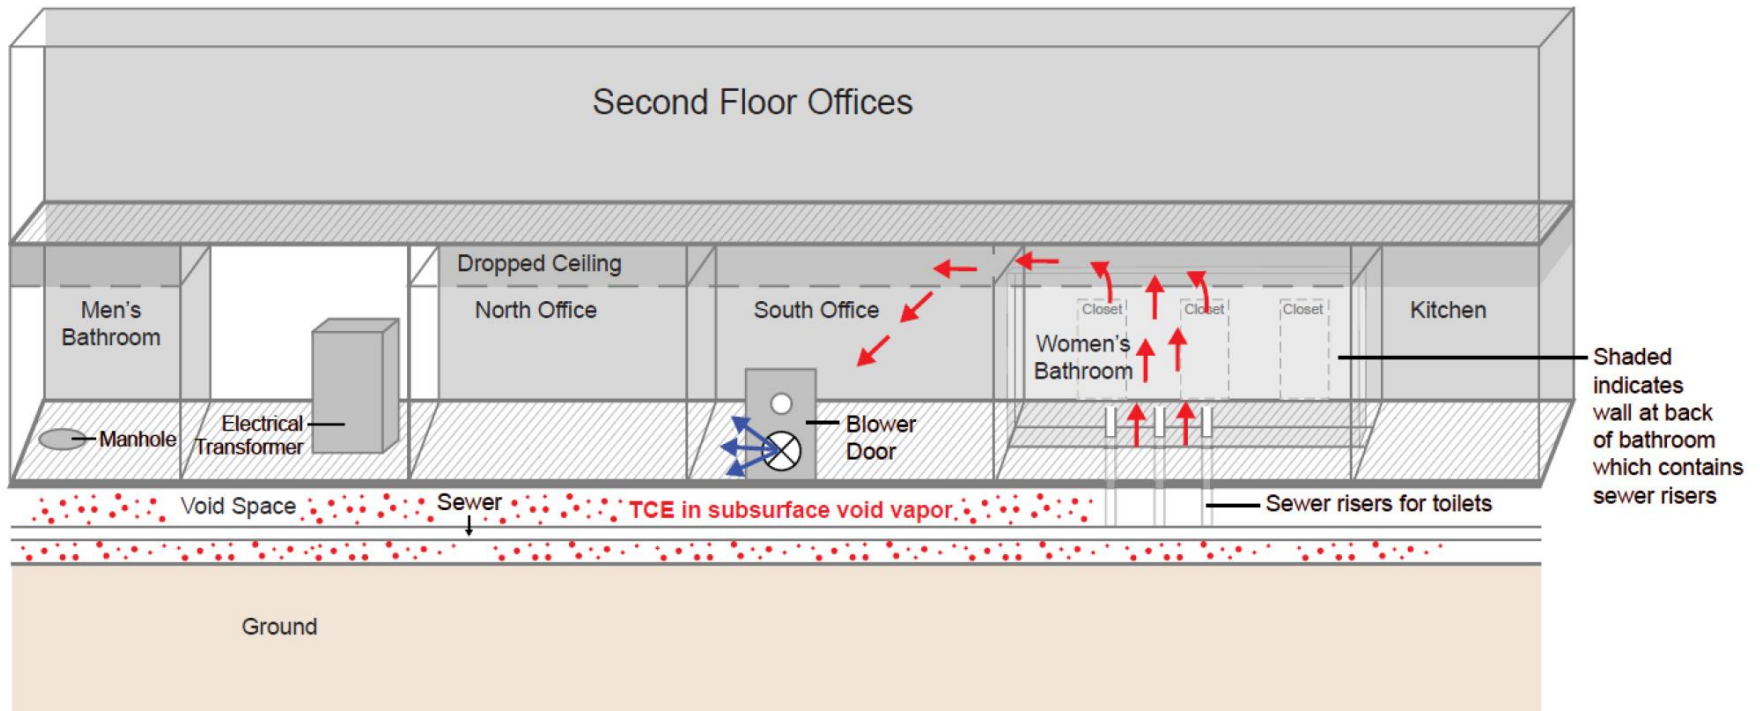 Second Floor Offices
Dropped Ceiling
Men's
Bathroom
North Office
South Office
Closet
Closet
Closet
Kitchen
Women's
Bathroom
Shaded
indicates
wall at back
of bathroom
which contains
sewer risers
Manhole
Electrical
Transformer
Blower
Door
Void Space
Sewer
TCE in subsurface void vapor
Sewer risers for toilets
Ground